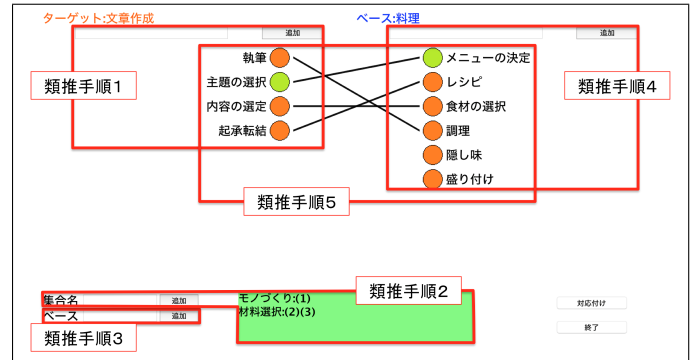 ターゲット:文章作成
ベース:料理
追加
追加
執筆
メニューの決定
主題の選択
レシピ
内容の選定
食材の選択
起承転結
調理
隠し味
盛り付け
類推手順1
類推手順4
類推手順5
類推手順2
集合名
追加
モノづくり:(1)
対応付け
ベース
追加
材料選択:(2)(3)
終了
類推手順3